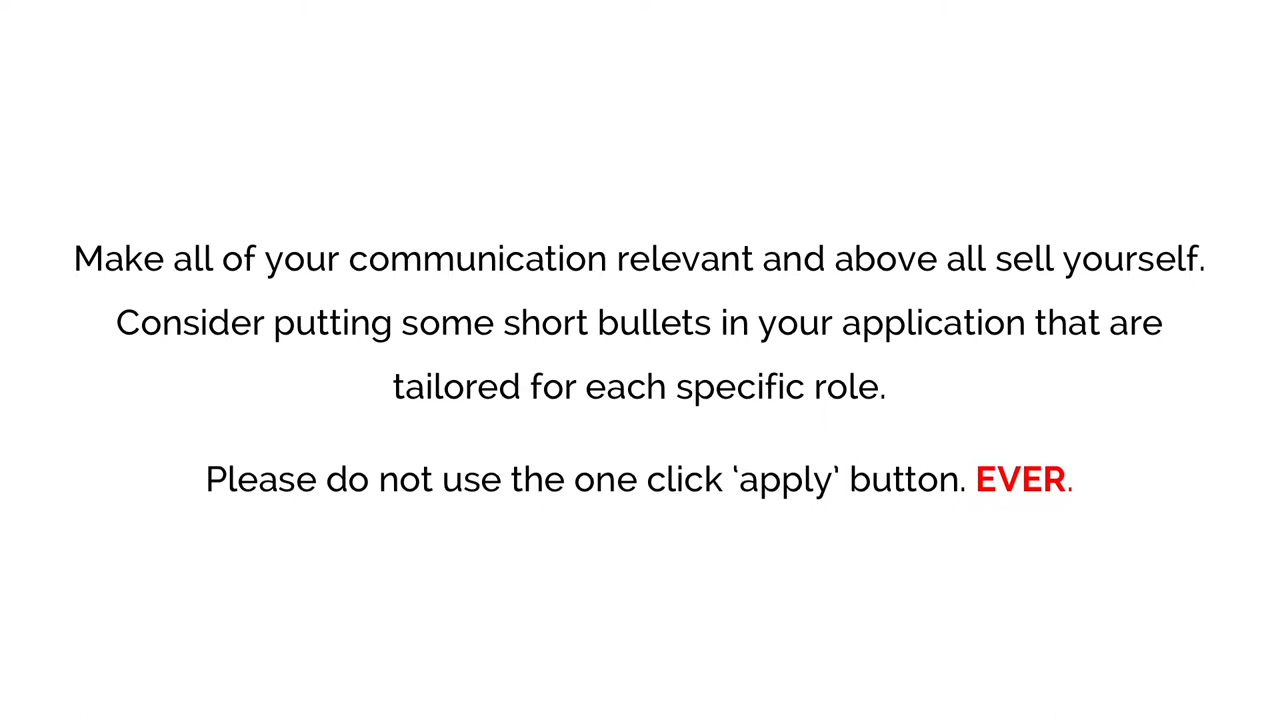 Make all of your communication relevant and above all sell yourself.
Consider putting some short bullets in your application that are
tailored for each specific role.
Please do not use the one click ‘apply’ button. EVER.